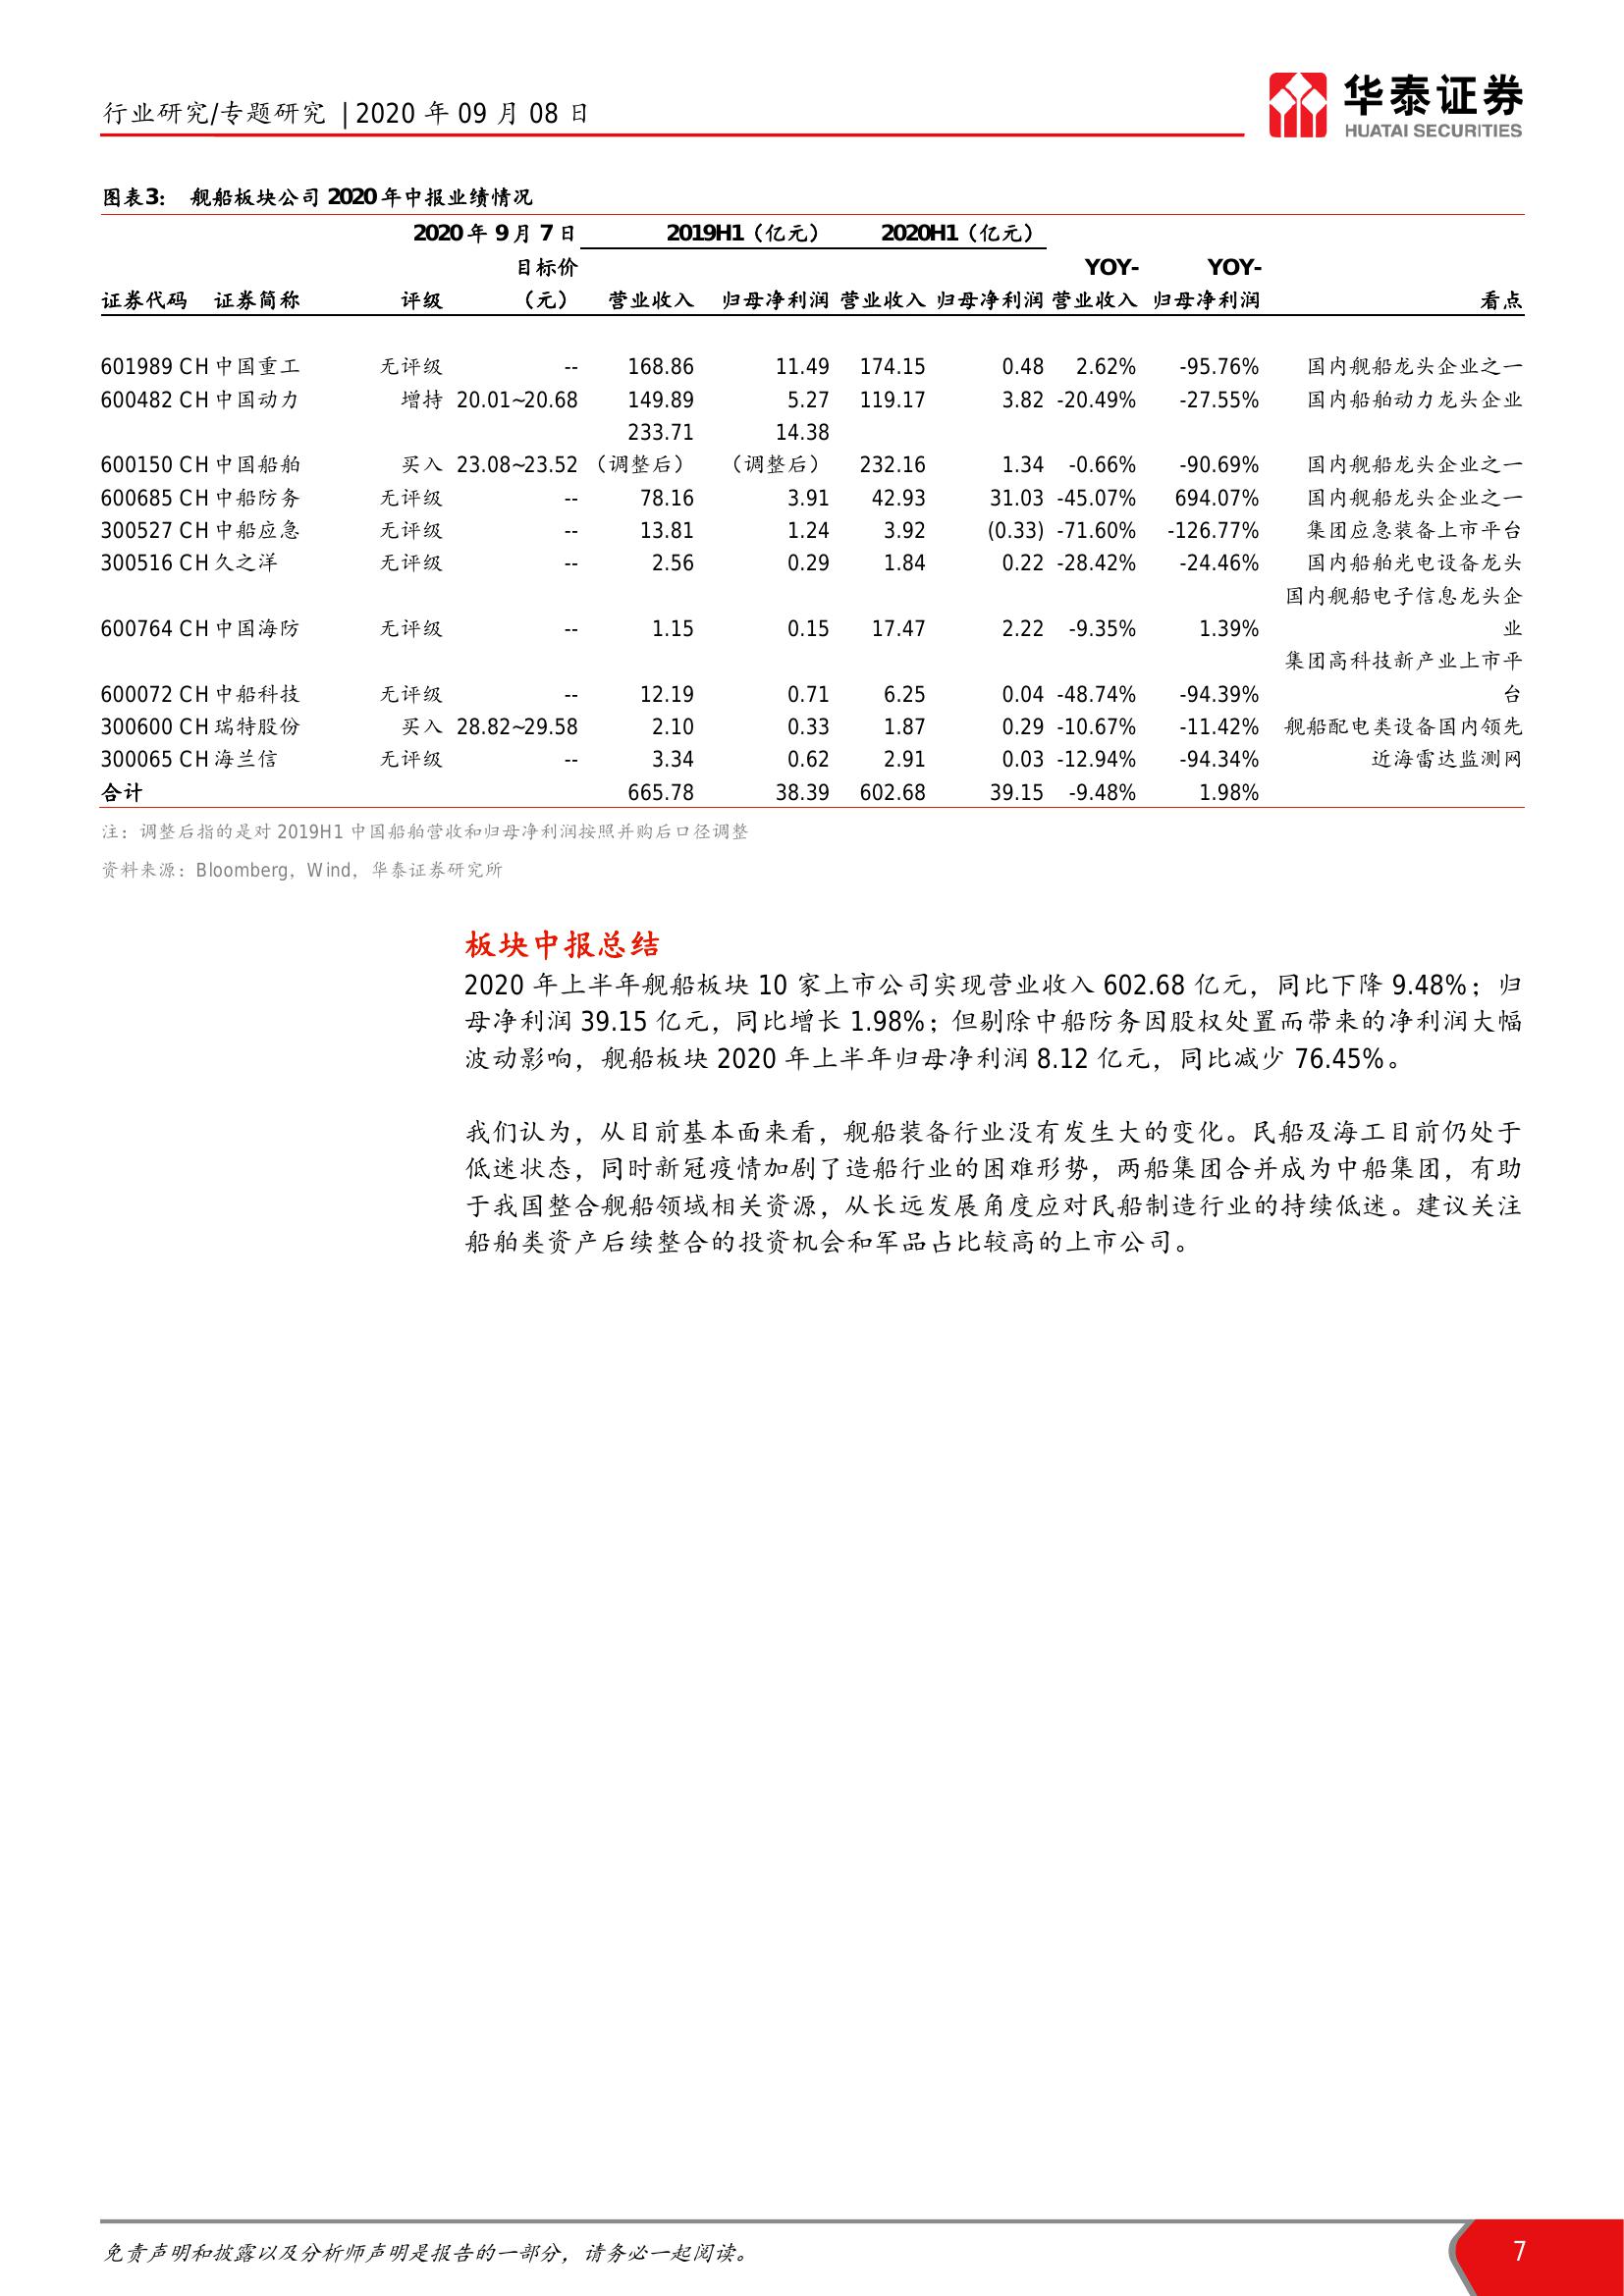 行业研究/专题研究 | 2020 年 09 月 08 日
华泰证券
HUATAI SECURITIES
图表3： 舰船板块公司 2020 年中报业绩情况
2020 年 9 月 7 日 2019H1（亿元） 2020H1（亿元）
目标价 YOY- YOY-
证券代码 证券简称 评级 （元） 营业收入 归母净利润 营业收入 归母净利润 营业收入 归母净利润 看点
601989 CH 中国重工 无评级 -- 168.86 11.49 174.15 0.48 2.62% -95.76% 国内舰船龙头企业之一
600482 CH 中国动力 增持 20.01~20.68 149.89 5.27 119.17 3.82 -20.49% -27.55% 国内船舶动力龙头企业
233.71 14.38
600150 CH 中国船舶 买入 23.08~23.52 （调整后） （调整后） 232.16 1.34 -0.66% -90.69% 国内舰船龙头企业之一
600685 CH 中船防务 无评级 -- 78.16 3.91 42.93 31.03 -45.07% 694.07% 国内舰船龙头企业之一
300527 CH 中船应急 无评级 -- 13.81 1.24 3.92 (0.33) -71.60% -126.77% 集团应急装备上市平台
300516 CH 久之洋 无评级 -- 2.56 0.29 1.84 0.22 -28.42% -24.46% 国内船舶光电设备龙头
国内舰船电子信息龙头企
600764 CH 中国海防 无评级 -- 1.15 0.15 17.47 2.22 -9.35% 1.39% 业
集团高科技新产业上市平
600072 CH 中船科技 无评级 -- 12.19 0.71 6.25 0.04 -48.74% -94.39% 台
300600 CH 瑞特股份 买入 28.82~29.58 2.10 0.33 1.87 0.29 -10.67% -11.42% 舰船配电类设备国内领先
300065 CH 海兰信 无评级 -- 3.34 0.62 2.91 0.03 -12.94% -94.34% 近海雷达监测网
合计 665.78 38.39 602.68 39.15 -9.48% 1.98%
注：调整后指的是对 2019H1 中国船舶营收和归母净利润按照并购后口径调整
资料来源：Bloomberg，Wind，华泰证券研究所
板块中报总结
2020 年上半年舰船板块 10 家上市公司实现营业收入 602.68 亿元，同比下降 9.48%；归
母净利润 39.15 亿元，同比增长 1.98%；但剔除中船防务因股权处置而带来的净利润大幅
波动影响，舰船板块 2020 年上半年归母净利润 8.12 亿元，同比减少 76.45%。
我们认为，从目前基本面来看，舰船装备行业没有发生大的变化。民船及海工目前仍处于
低迷状态，同时新冠疫情加剧了造船行业的困难形势，两船集团合并成为中船集团，有助
于我国整合舰船领域相关资源，从长远发展角度应对民船制造行业的持续低迷。建议关注
船舶类资产后续整合的投资机会和军品占比较高的上市公司。
免责声明和披露以及分析师声明是报告的一部分，请务必一起阅读。 7